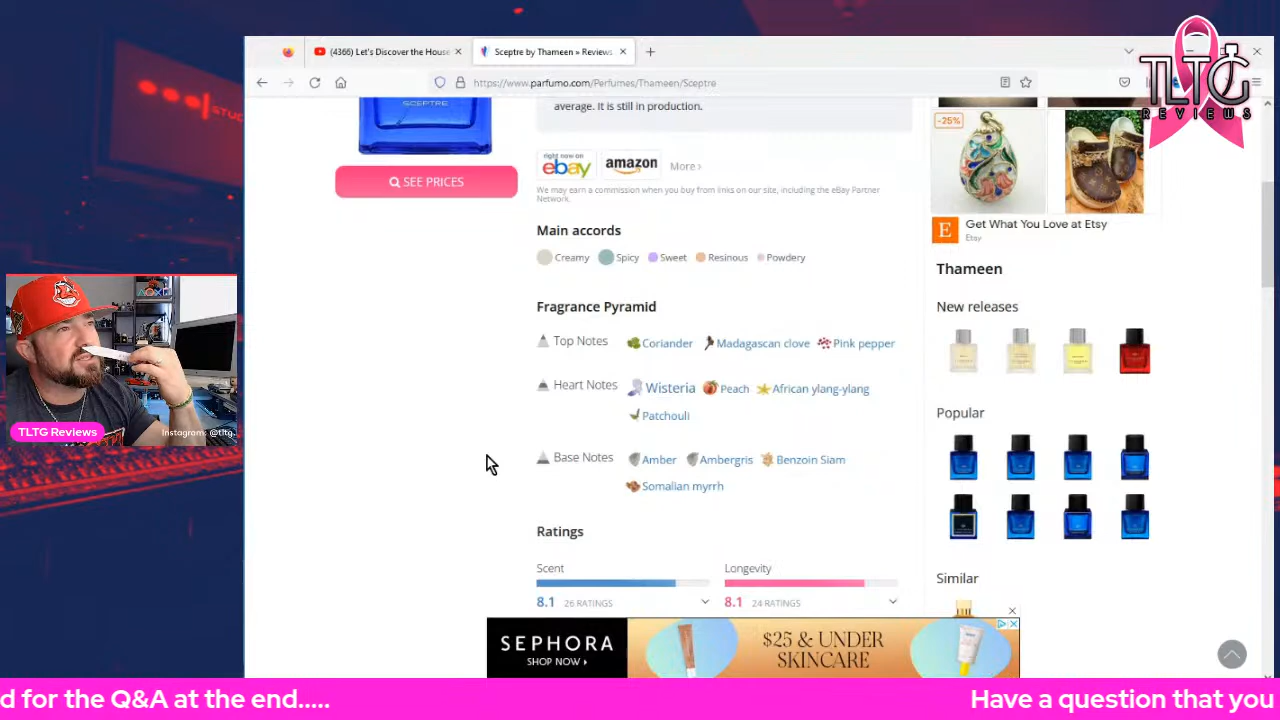 (4366) Let's Discover the House
Sceptre by Thameen » Reviews
https://www.parfumo.com/Perfumes/Thameen/Sceptre
TLTG
REVIEWS
SCEPTRE
average. It is still in production.
-25%
SEE PRICES
right now on
ebay
amazon
More ›
We may earn a commission when you buy from links on our site, including the eBay Partner
Network.
Get What You Love at Etsy
Etsy
E
Main accords
Creamy Spicy Sweet Resinous Powdery
Thameen
New releases
Fragrance Pyramid
Top Notes Coriander Madagascan clove Pink pepper
Heart Notes Wisteria Peach African ylang-ylang
Patchouli
Popular
Base Notes Amber Ambergris Benzoin Siam
Somalian myrrh
TLTG Reviews
Instagram: @tltg.
Ratings
Scent Longevity
8.1 26 RATINGS 8.1 24 RATINGS
Similar
SEPHORA
SHOP NOW
$25 & UNDER
SKINCARE
d for the Q&A at the end..... Have a question that you